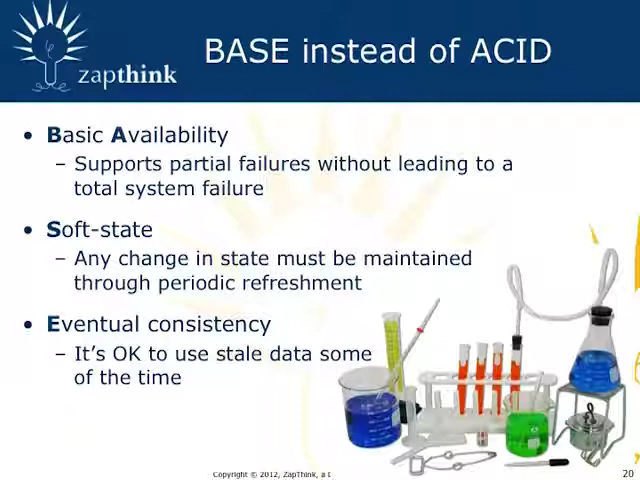 BASE instead of ACID
zapthink
• Basic Availability
– Supports partial failures without leading to a
total system failure
• Soft-state
– Any change in state must be maintained
through periodic refreshment
• Eventual consistency
– It's OK to use stale data some
of the time
Copyright © 2012, ZapThink, a
20